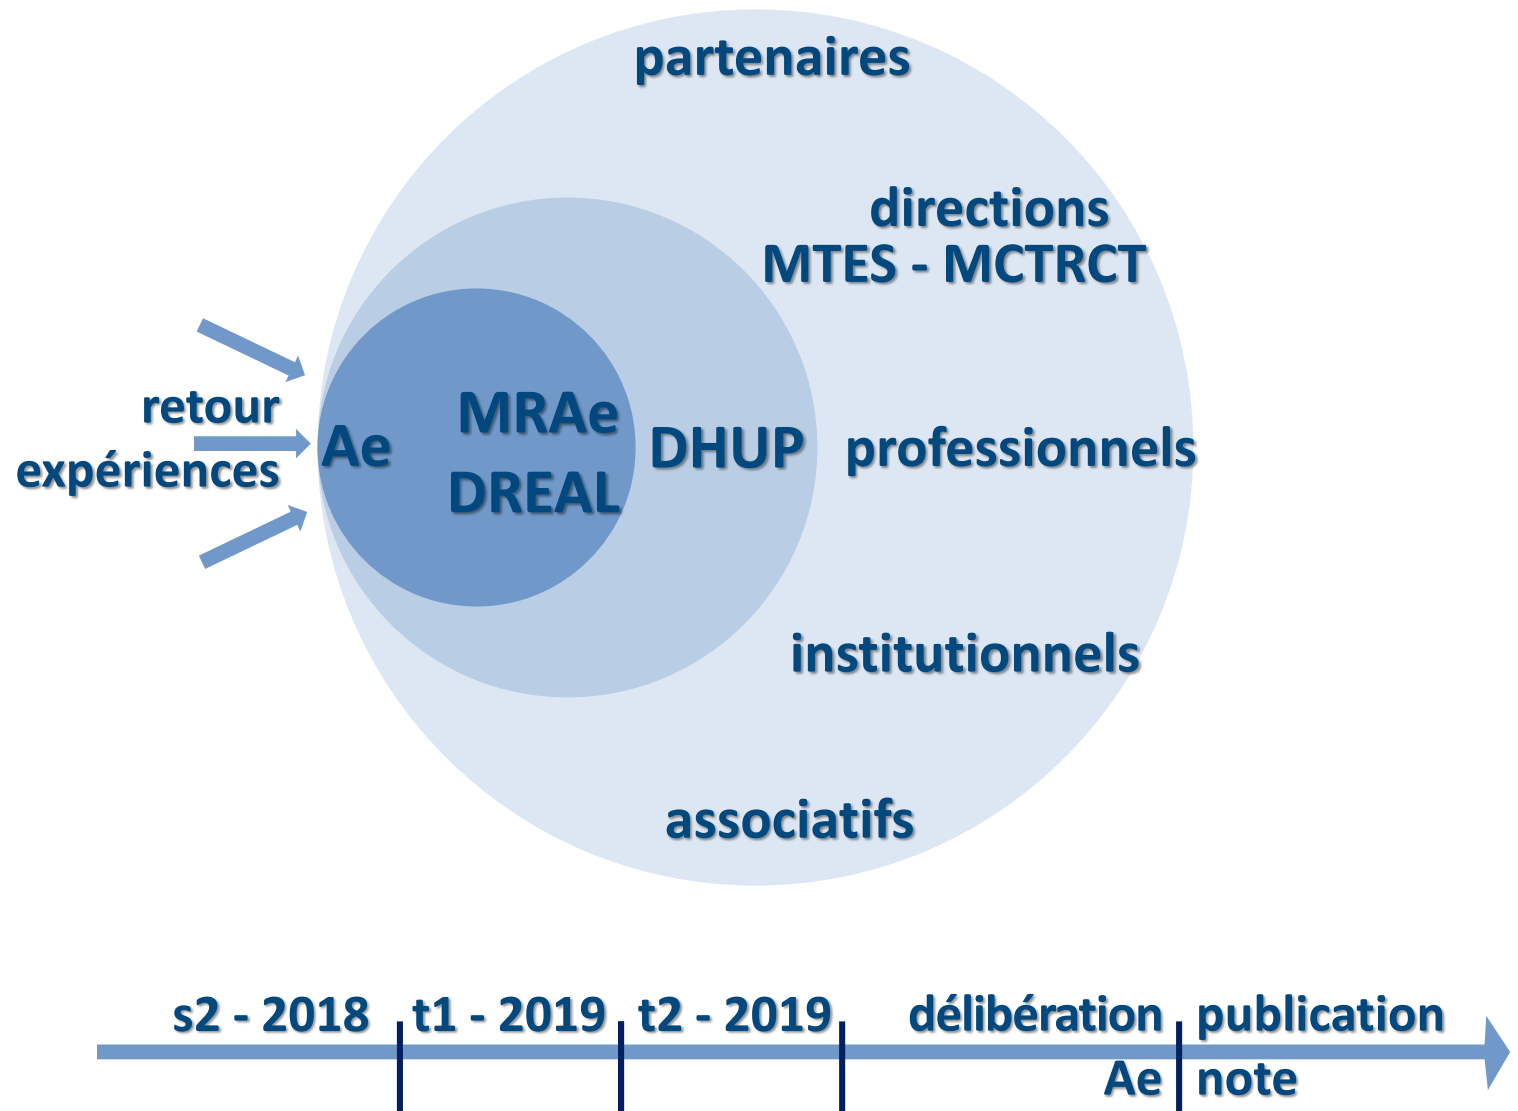 partenaires
directions
MTES - MCTRCT
retour
expériences
Ae
MRAe
DREAL
DHUP
professionnels
institutionnels
associatifs
s2 - 2018
t1 - 2019
t2 - 2019
délibération
Ae
publication
note